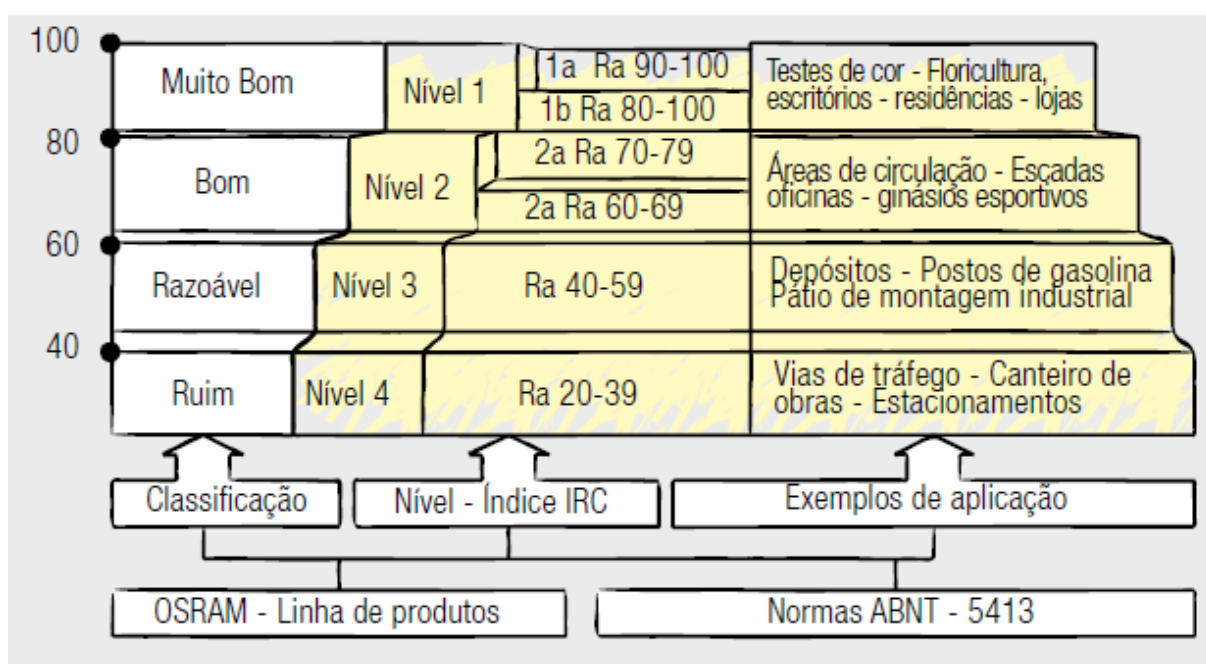 100
Muito Bom
Nível 1
1a Ra 90-100
1b Ra 80-100
Testes de cor - Floricultura,
escritórios - residências - lojas
80
Bom
Nível 2
2a Ra 70-79
2a Ra 60-69
Áreas de circulação - Escadas
oficinas - ginásios esportivos
60
Razoável
Nível 3
Ra 40-59
Depósitos - Postos de gasolina
Pátio de montagem industrial
40
Ruim
Nível 4
Ra 20-39
Vias de tráfego - Canteiro de
obras - Estacionamentos
Classificação
Nível - Índice IRC
Exemplos de aplicação
OSRAM - Linha de produtos
Normas ABNT - 5413